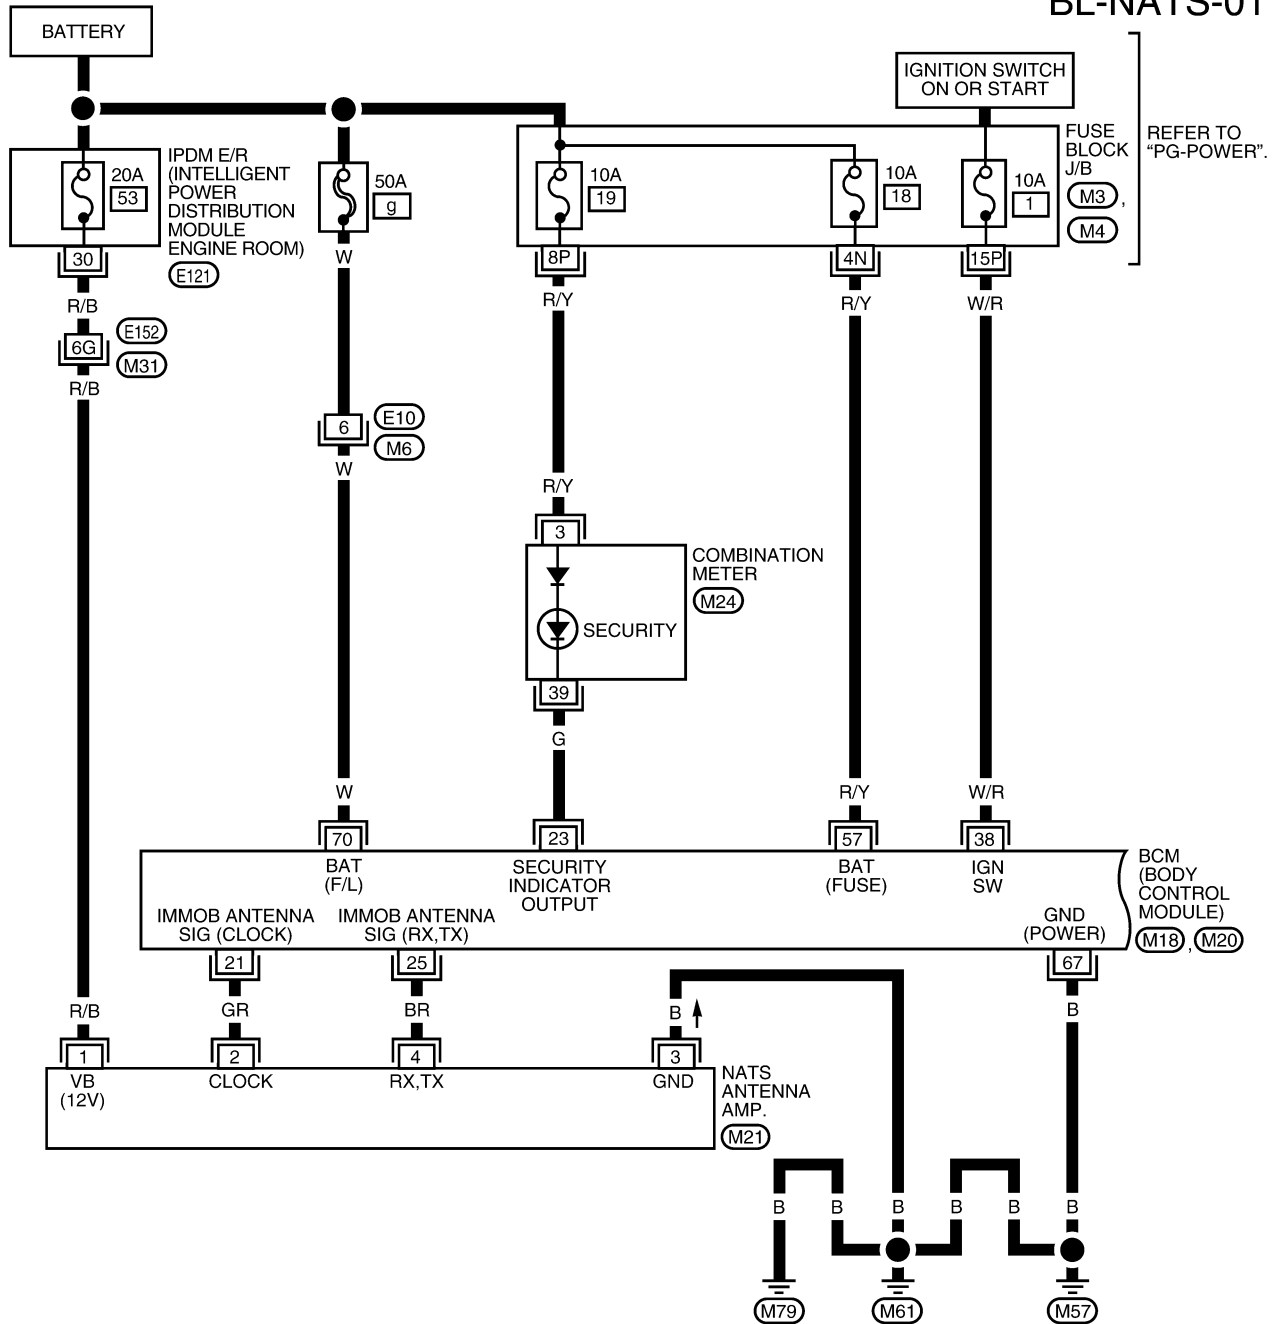 BL-NATS-01
BATTERY
IGNITION SWITCH
ON OR START
FUSE
BLOCK
J/B
M3 ,
M4
REFER TO
“PG-POWER”.
IPDM E/R
(INTELLIGENT
POWER
DISTRIBUTION
MODULE
ENGINE ROOM)
E121
20A
53
50A
g
10A
19
10A
18
10A
1
30
8P
4N
15P
R/B
W
R/Y
R/Y
W/R
6G
E152
M31
R/B
6
E10
M6
W
R/Y
3
COMBINATION
METER
M24
SECURITY
39
G
W
R/Y
W/R
70
23
57
38
BAT
(F/L)
SECURITY
INDICATOR
OUTPUT
BAT
(FUSE)
IGN
SW
BCM
(BODY
CONTROL
MODULE)
M18 , M20
IMMOB ANTENNA
SIG (CLOCK)
IMMOB ANTENNA
SIG (RX,TX)
GND
(POWER)
21
25
67
R/B
GR
BR
B
B
1
2
4
3
VB
(12V)
CLOCK
RX,TX
GND
NATS
ANTENNA
AMP.
M21
B
B
B
B
B
B
M79
M61
M57